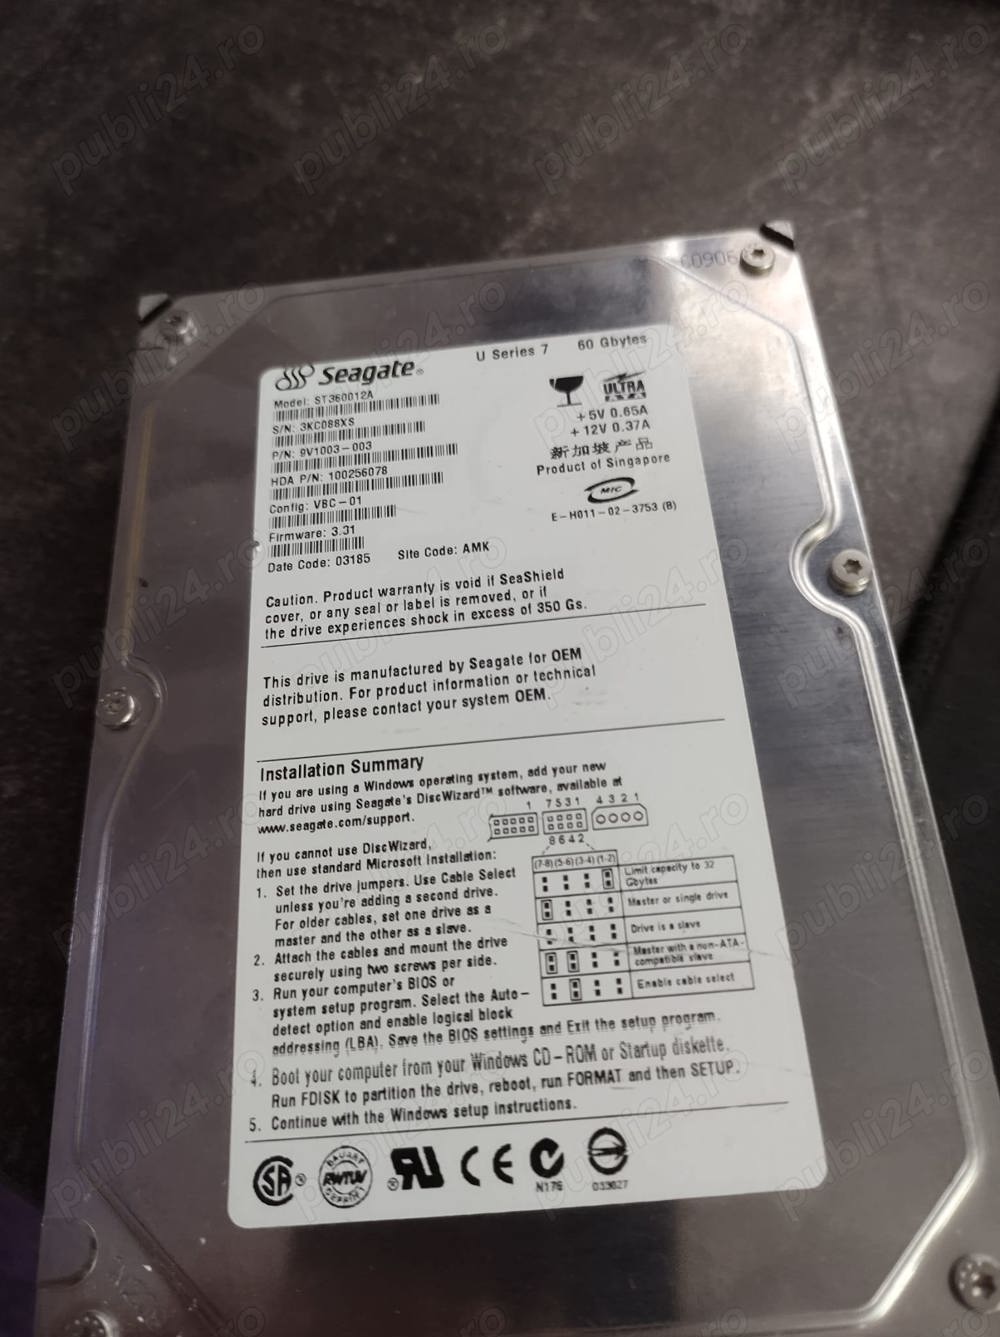 C0906
Seagate®
U Series 7 60 Gbytes
Model: ST360012A
S/N: 3KC088XS
P/N: 9V1003-003
HDA P/N: 100256078
Config: VBC-01
Firmware: 3.31
Date Code: 03185 Site Code: AMK
ULTRA
ATA
+5V 0.65A
+12V 0.37A
新加坡产品
Product of Singapore
MIC
E-H011-02-3753 (B)
Caution. Product warranty is void if SeaShield
cover, or any seal or label is removed, or if
the drive experiences shock in excess of 350 Gs.
This drive is manufactured by Seagate for OEM
distribution. For product information or technical
support, please contact your system OEM.
Installation Summary
If you are using a Windows operating system, add your new
hard drive using Seagate's DiscWizard™ software, available at
www.seagate.com/support.
1 7531 4321
8642
If you cannot use DiscWizard,
then use standard Microsoft Installation:
1. Set the drive jumpers. Use Cable Select
unless you're adding a second drive.
For older cables, set one drive as a
master and the other as a slave.
2. Attach the cables and mount the drive
securely using two screws per side.
3. Run your computer's BIOS or
system setup program. Select the Auto-
detect option and enable logical block
addressing (LBA). Save the BIOS settings and Exit the setup program.
4. Boot your computer from your Windows CD-ROM or Startup diskette.
Run FDISK to partition the drive, reboot, run FORMAT and then SETUP.
5. Continue with the Windows setup instructions.
(7-8) (5-6) (3-4) (1-2)
Limit capacity to 32
Gbytes
Master or single drive
Drive is a slave
Master with a non-ATA-
compatible slave
Enable cable select
SA®
BAUART
RWTUV
GEPRÜFT
®RU
CE
N176
033827
publi24.ro